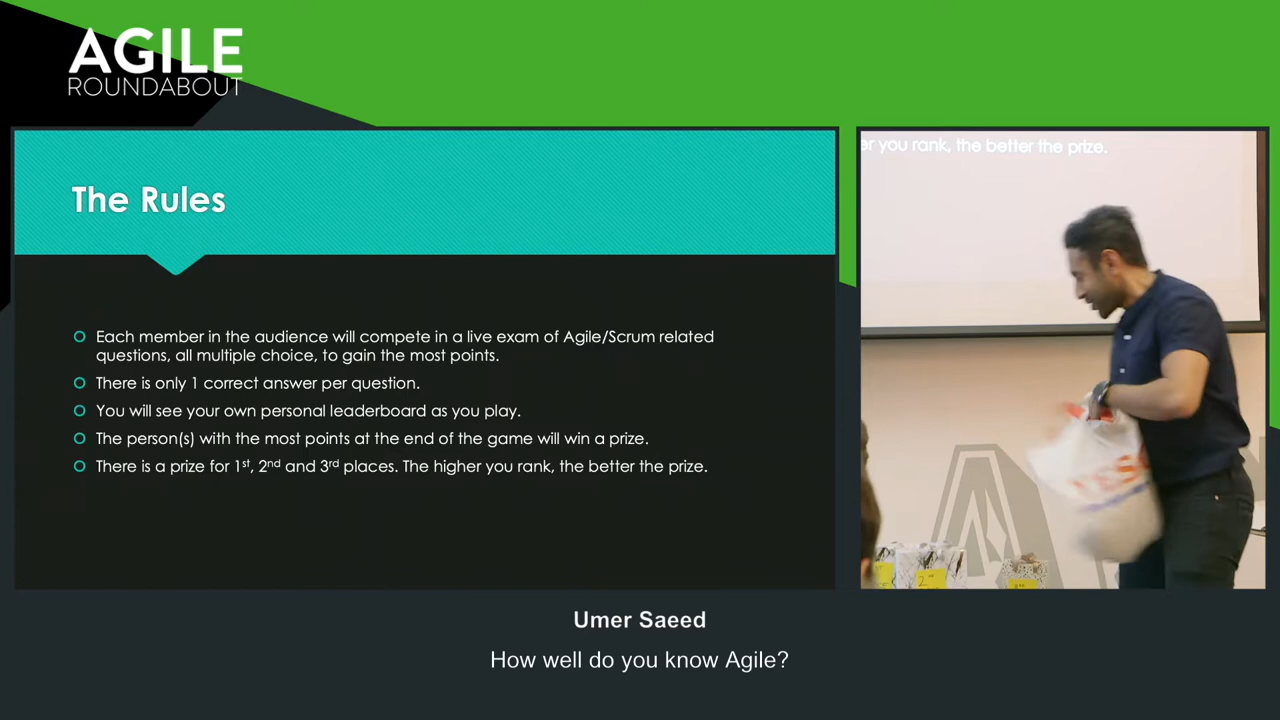 AGILE
ROUNDABOUT
The Rules
Each member in the audience will compete in a live exam of Agile/Scrum related
questions, all multiple choice, to gain the most points.
There is only 1 correct answer per question.
You will see your own personal leaderboard as you play.
The person(s) with the most points at the end of the game will win a prize.
There is a prize for 1st, 2nd and 3rd places. The higher you rank, the better the prize.
er you rank, the better the prize.
2nd
Umer Saeed
How well do you know Agile?